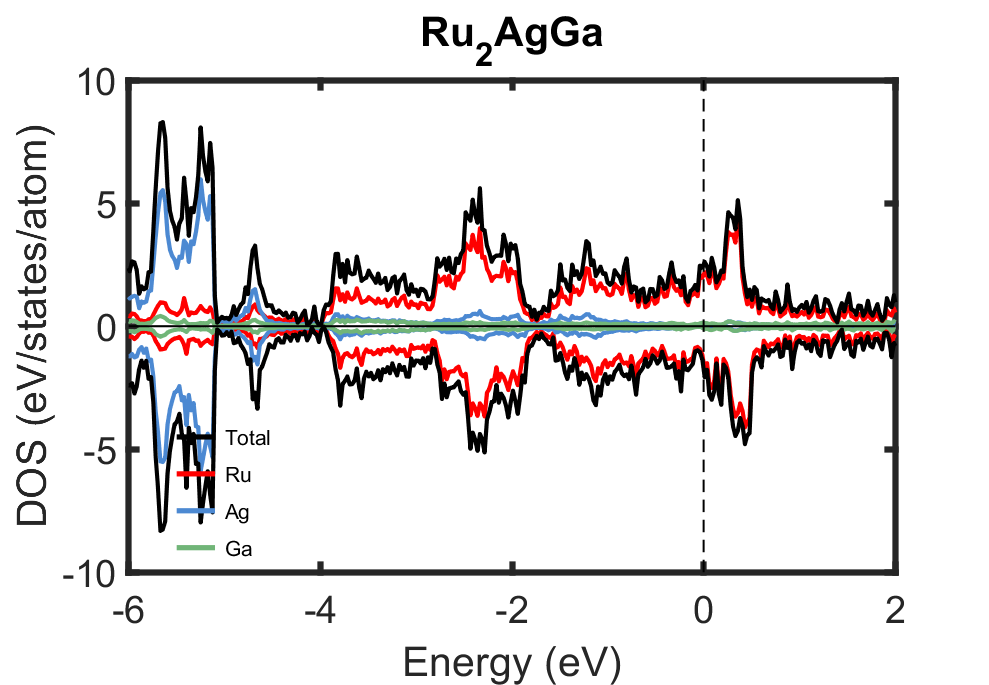 Ru2AgGa
DOS (eV/states/atom)
10
5
0
-5
-10
Total
Ru
Ag
Ga
-6 -4 -2 0 2
Energy (eV)